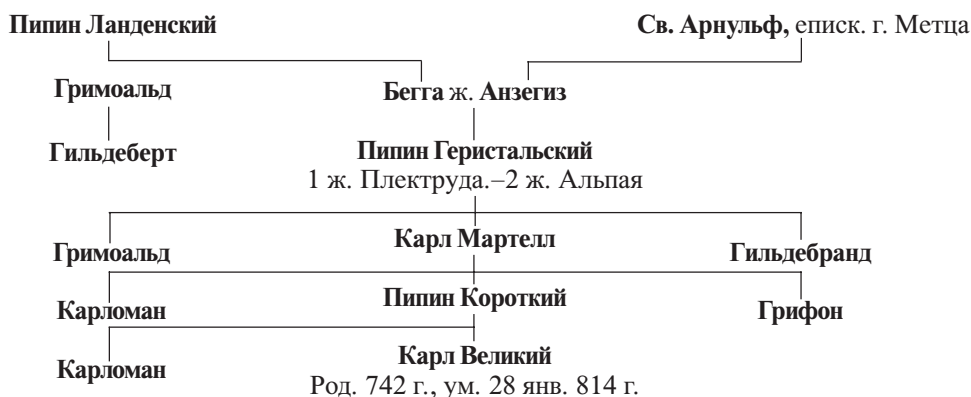 Пипин Ланденский
Св. Арнульф, еписк. г. Метца
Гримоальд
Бегга ж. Анзегиз
Гильдеберт
Пипин Геристальский
1 ж. Плектруда.–2 ж. Альпая
Гримоальд
Карл Мартелл
Гильдебранд
Карломан
Пипин Короткий
Грифон
Карломан
Карл Великий
Род. 742 г., ум. 28 янв. 814 г.